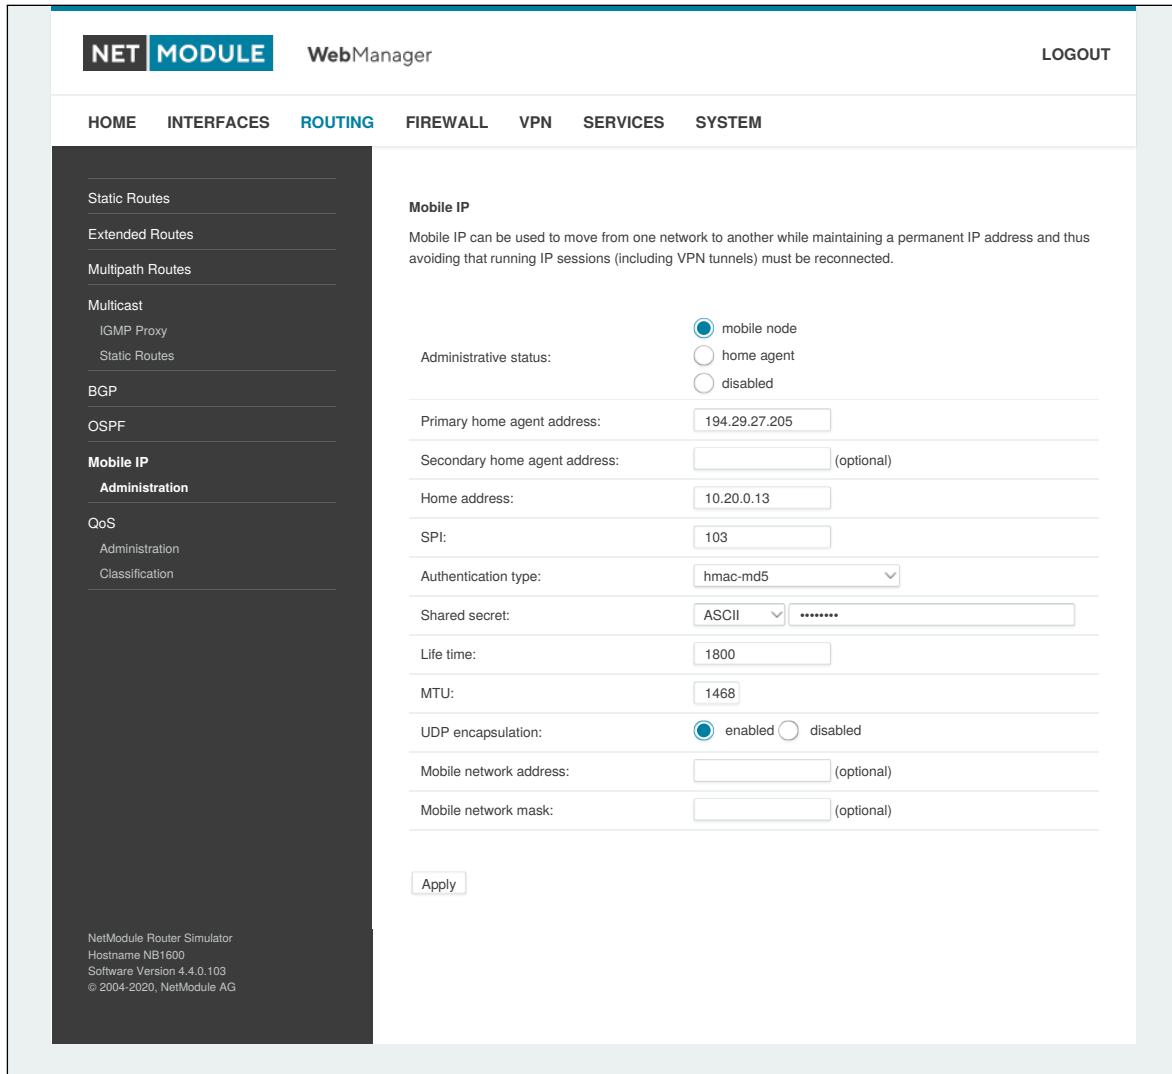 NET MODULE WebManager LOGOUT
HOME INTERFACES ROUTING FIREWALL VPN SERVICES SYSTEM
Static Routes
Extended Routes
Multipath Routes
Multicast
IGMP Proxy
Static Routes
BGP
OSPF
Mobile IP
Administration
QoS
Administration
Classification
NetModule Router Simulator
Hostname NB1600
Software Version 4.4.0.103
© 2004-2020, NetModule AG
Mobile IP
Mobile IP can be used to move from one network to another while maintaining a permanent IP address and thus
avoiding that running IP sessions (including VPN tunnels) must be reconnected.
Administrative status:
mobile node
home agent
disabled
Primary home agent address: 194.29.27.205
Secondary home agent address: (optional)
Home address: 10.20.0.13
SPI: 103
Authentication type: hmac-md5
Shared secret: ASCII ••••••••
Life time: 1800
MTU: 1468
UDP encapsulation: enabled disabled
Mobile network address: (optional)
Mobile network mask: (optional)
Apply